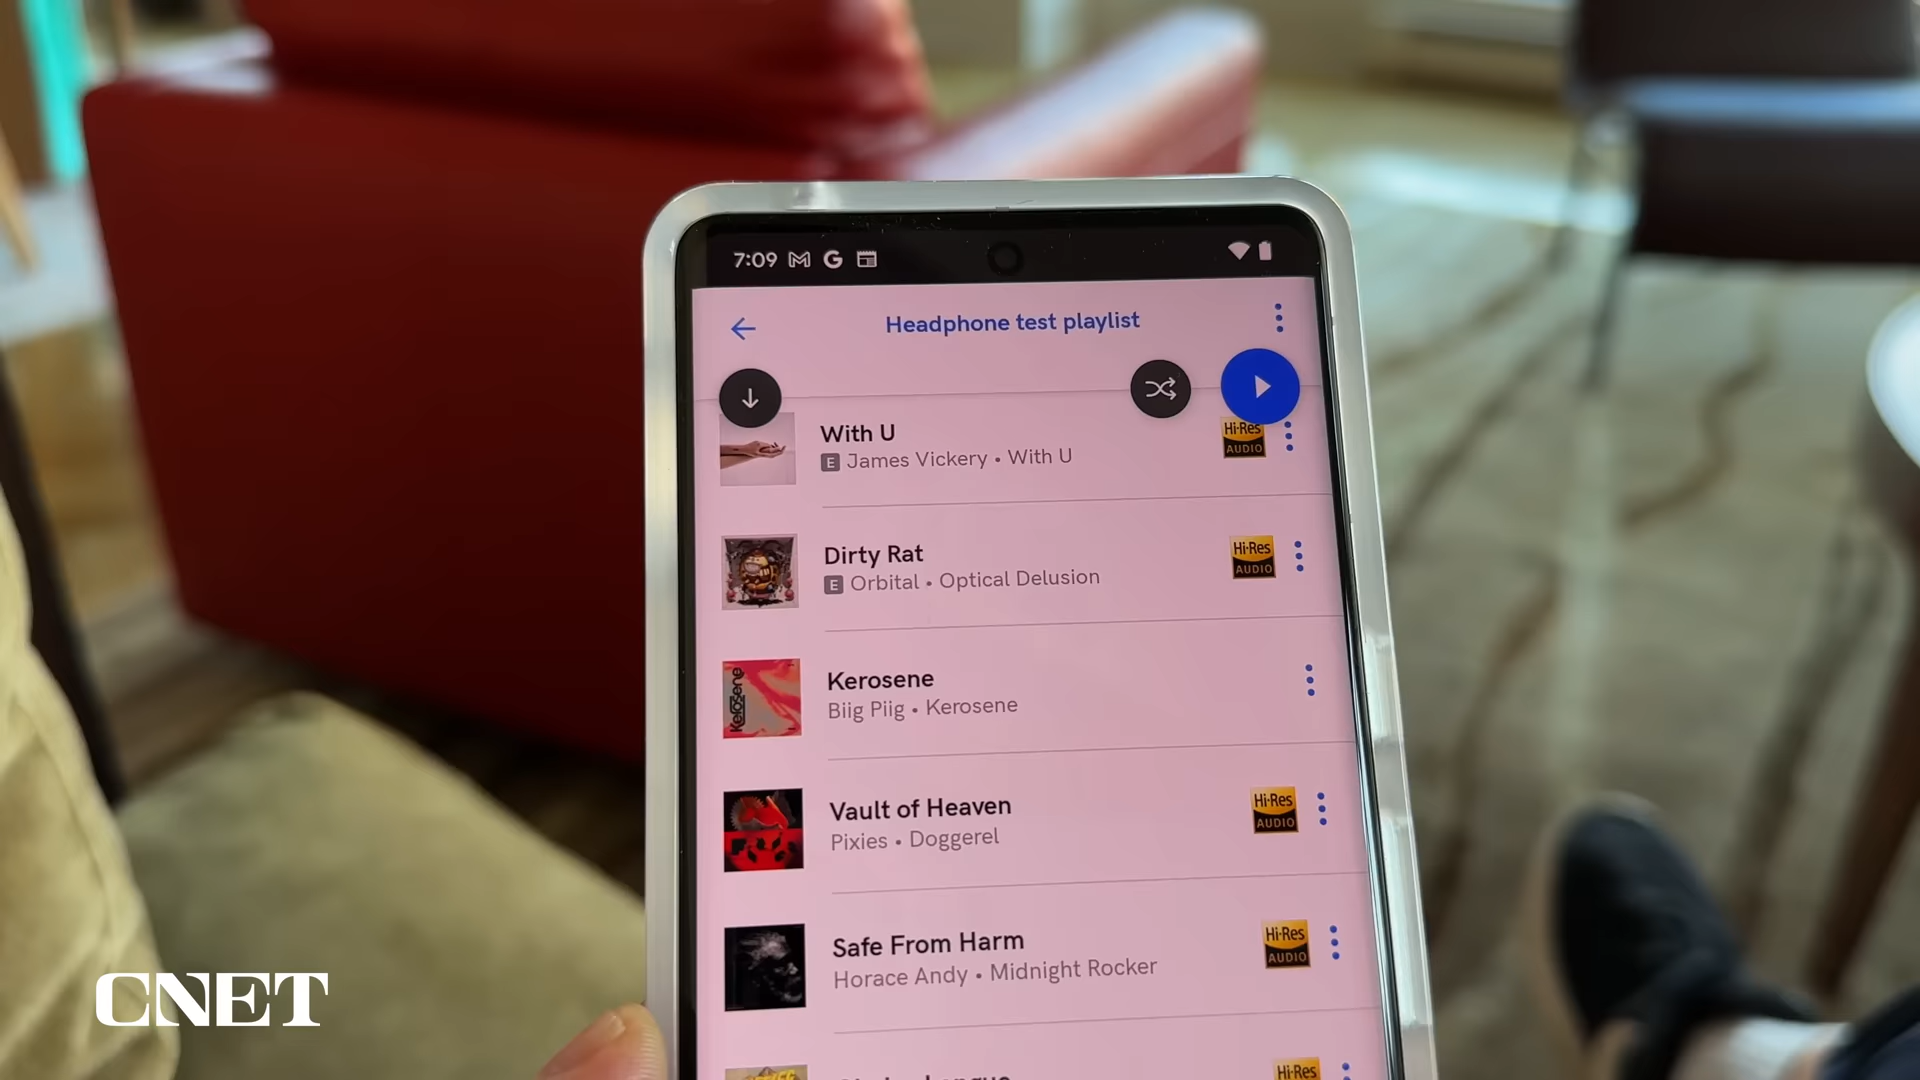 7:09
Headphone test playlist
With U
E James Vickery • With U
Hi-Res
AUDIO
Dirty Rat
E Orbital • Optical Delusion
Hi-Res
AUDIO
Kerosene
Kerosene
Biig Piig • Kerosene
Vault of Heaven
Pixies • Doggerel
Hi-Res
AUDIO
Safe From Harm
Horace Andy • Midnight Rocker
Hi-Res
AUDIO
Hi-Res
CNET